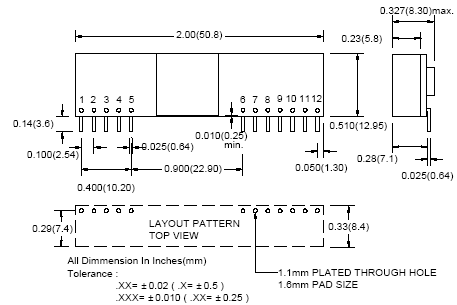 0.327(8.30)max.
2.00(50.8)
0.23(5.8)
1 2 3 4 5 6 7 8 9 10 11 12
0.14(3.6)
0.010(0.25)
min.
0.510(12.95)
0.100(2.54)
0.025(0.64)
0.900(22.90)
0.050(1.30)
0.28(7.1)
0.025(0.64)
0.400(10.20)
0.29(7.4)
LAYOUT PATTERN
TOP VIEW
0.33(8.4)
All Dimmension In Inches(mm)
Tolerance :
.XX= ±0.02 ( .X= ±0.5 )
.XXX= ±0.010 ( .XX= ±0.25 )
1.1mm PLATED THROUGH HOLE
1.6mm PAD SIZE